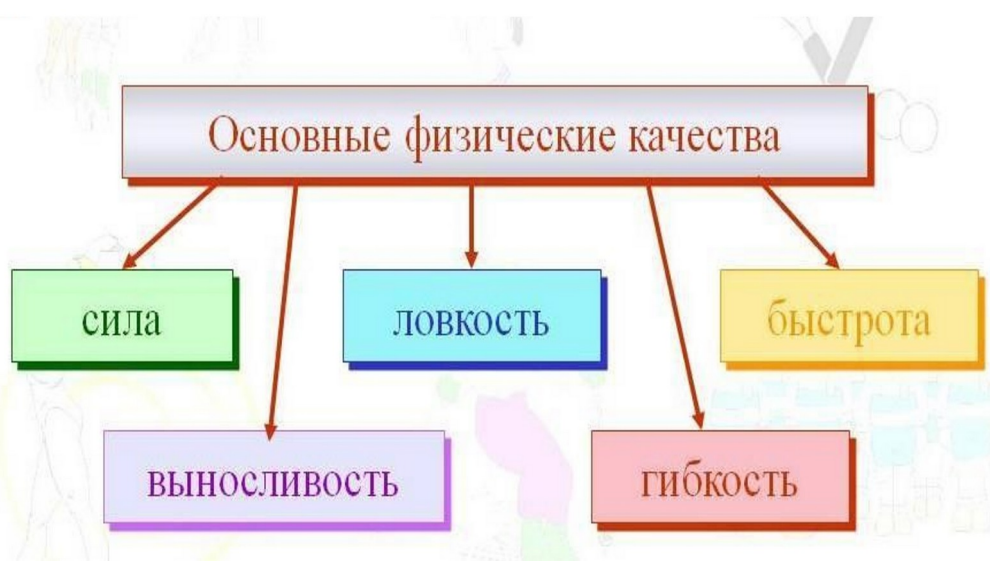 Основные физические качества
сила
ловкость
быстрота
выносливость
гибкость